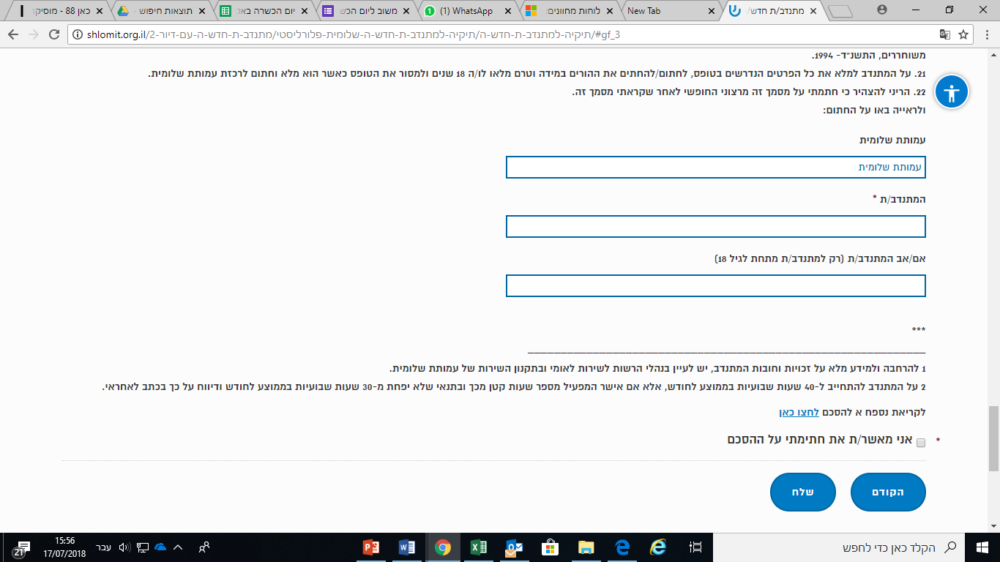 כאן 88 - מוסיקה
תוצאות חיפוש -
יום הכשרה באק
משוב ליום הכש
(1) WhatsApp
לוחות מחוונים:
New Tab
מתנדב/ת חדש/
shlomit.org.il/תיקיה-למתנדב-ת-חדש-ה/תיקיה-למתנדב-ת-חדש-ה-שלומית-פלורליסטי/מתנדב-ת-חדש-ה-עם-דיור-2/#gf_3
משוחררים, התשנ"ד- 1994.
21. על המתנדב למלא את כל הפרטים הנדרשים בטופס, לחתום/להחתים את ההורים במידה וטרם מלאו לו/ה 18 שנים ולמסור את הטופס כאשר הוא מלא וחתום לרכזת עמותת שלומית.
22. הריני להצהיר כי חתמתי על מסמך זה מרצוני החופשי לאחר שקראתי מסמך זה.
ולראייה באו על החתום:
עמותת שלומית
עמותת שלומית
המתנדב/ת *
אם/אב המתנדב/ת (רק למתנדב/ת מתחת לגיל 18)
***
1 להרחבה ולמידע מלא על זכויות וחובות המתנדב, יש לעיין בנהלי הרשות לשירות לאומי ובתקנון השירות של עמותת שלומית.
2 על המתנדב להתחייב ל-40 שעות שבועיות בממוצע לחודש, אלא אם אישר המפעיל מספר שעות קטן מכך ובתנאי שלא יפחת מ-30 שעות שבועיות בממוצע לחודש ודיווח על כך בכתב לאחראי.
לקריאת נספח א להסכם לחצו כאן
* אני מאשר/ת את חתימתי על ההסכם
הקודם
שלח
הקלד כאן כדי לחפש
עבר
15:56
17/07/2018
21